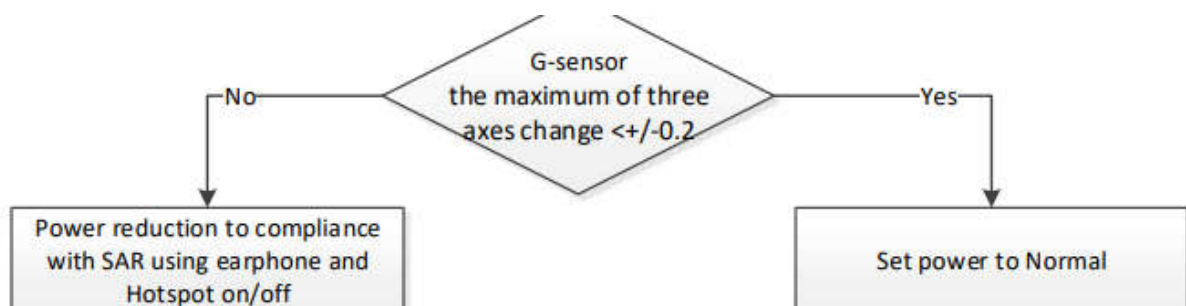 G-sensor
the maximum of three
axes change <+/-0.2
No
Yes
Power reduction to compliance
with SAR using earphone and
Hotspot on/off
Set power to Normal